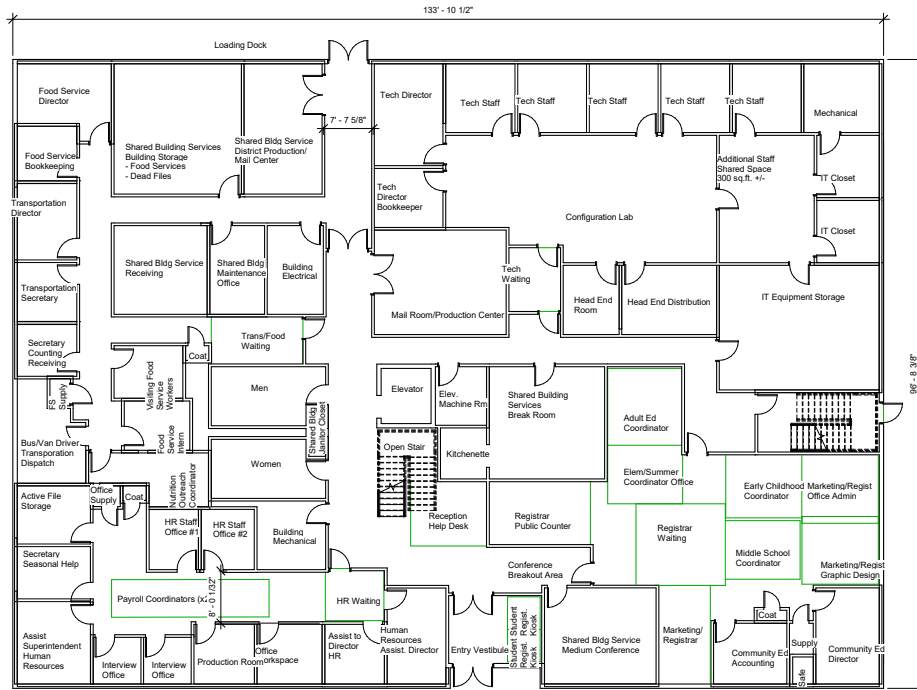 133' - 10 1/2"
Loading Dock
Food Service
Director
Shared Building Services
Building Storage
- Food Services
- Dead Files
Shared Bldg Service
District Production/
Mail Center
7' - 7 5/8"
Tech Director
Tech Staff
Tech Staff
Tech Staff
Tech Staff
Tech Staff
Mechanical
Food Service
Bookkeeping
Tech
Director
Bookkeeper
Additional Staff
Shared Space
300 sq.ft. +/-
IT Closet
IT Closet
Transportation
Director
Configuration Lab
Shared Bldg Service
Receiving
Shared Bldg
Maintenance
Office
Building
Electrical
Tech
Waiting
Transportation
Secretary
Mail Room/Production Center
Head End
Room
Head End Distribution
IT Equipment Storage
Secretary
Counting
Receiving
Trans/Food
Waiting
Coat
96' - 8 3/8"
FS
Supply
Visiting Food
Service
Workers
Men
Elevator
Elev.
Machine Rm
Shared Building
Services
Break Room
Adult Ed
Coordinator
Shared Bldg
Janitor Closet
Food
Service
Intern
Bus/Van Driver
Transporation
Dispatch
Open Stair
Kitchenette
Women
Nutrition
Outreach
Coordinator
Elem/Summer
Coordinator Office
Early Childhood
Coordinator
Marketing/Regist
Office Admin
Active File
Storage
Office
Supply
Coat
HR Staff
Office #1
HR Staff
Office #2
Building
Mechanical
Reception
Help Desk
Registrar
Public Counter
Registrar
Waiting
Secretary
Seasonal Help
Conference
Breakout Area
Middle School
Coordinator
Marketing/Regist
Graphic Design
Payroll Coordinators (x2
8' - 0 1/32"
HR Waiting
Coat
Assist
Superintendent
Human
Resources
Interview
Office
Interview
Office
Production Room
Office
orkspace
Assist to
Director
HR
Human
Resources
Assist. Director
Entry Vestibule
Student
Regist.
Kiosk
Student
Regist.
Kiosk
Shared Bldg Service
Medium Conference
Marketing/
Registrar
Community Ed
Accounting
Supply
Safe
Community Ed
Director